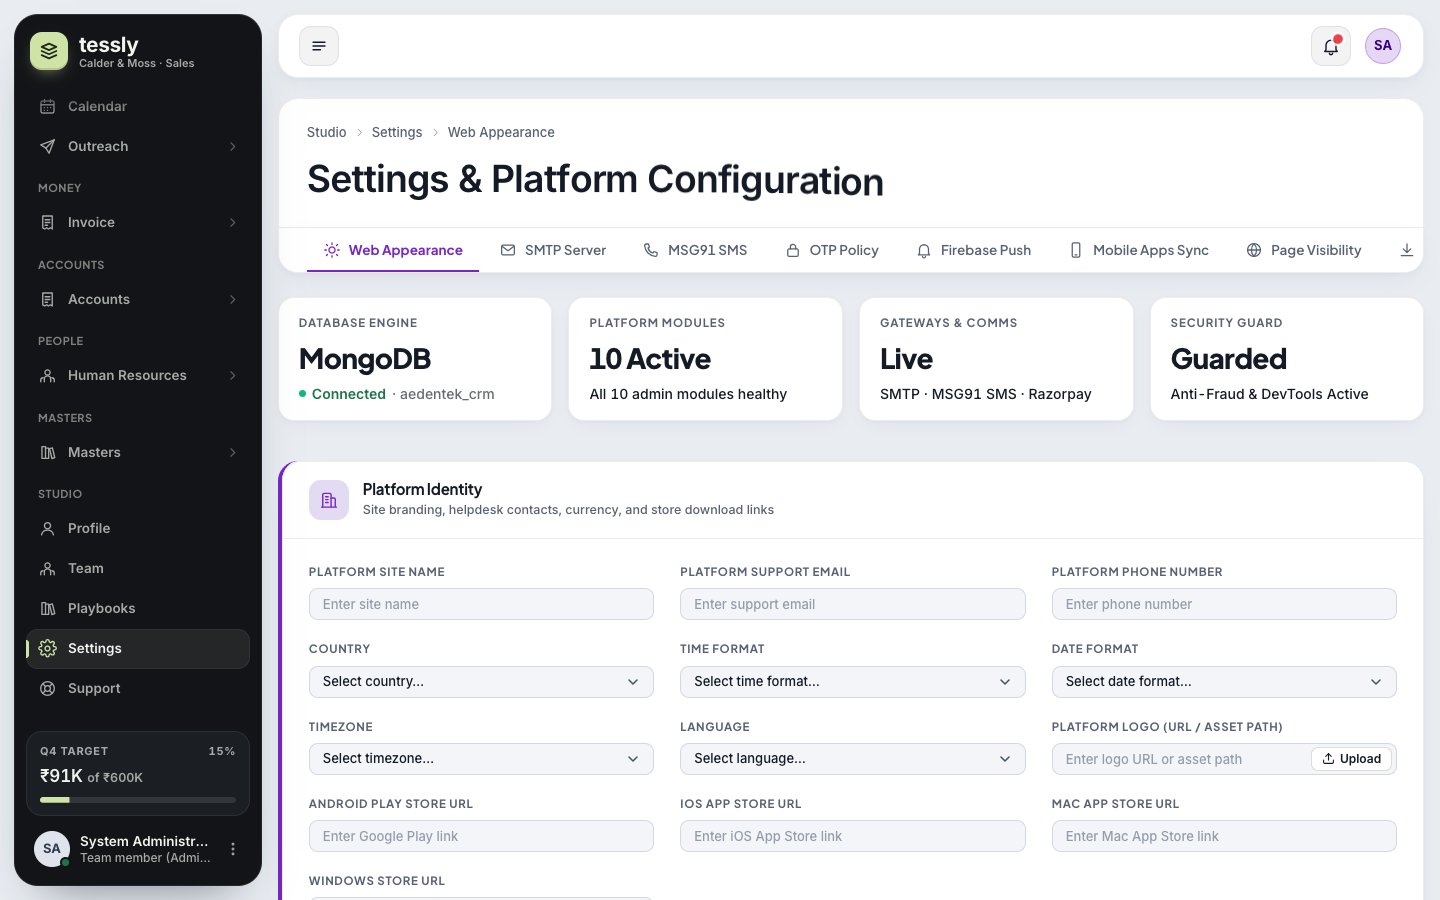 tessly
Calder & Moss · Sales
Calendar
Outreach
MONEY
Invoice
ACCOUNTS
Accounts
PEOPLE
Human Resources
MASTERS
Masters
STUDIO
Profile
Team
Playbooks
Settings
Support
Q4 TARGET 15%
₹91K of ₹600K
SA
System Administr...
Team member (Admi...
SA
Studio > Settings > Web Appearance
Settings & Platform Configuration
Web Appearance SMTP Server MSG91 SMS OTP Policy Firebase Push Mobile Apps Sync Page Visibility
DATABASE ENGINE
MongoDB
Connected · aedentek_crm
PLATFORM MODULES
10 Active
All 10 admin modules healthy
GATEWAYS & COMMS
Live
SMTP · MSG91 SMS · Razorpay
SECURITY GUARD
Guarded
Anti-Fraud & DevTools Active
Platform Identity
Site branding, helpdesk contacts, currency, and store download links
PLATFORM SITE NAME PLATFORM SUPPORT EMAIL PLATFORM PHONE NUMBER
Enter site name Enter support email Enter phone number
COUNTRY TIME FORMAT DATE FORMAT
Select country... Select time format... Select date format...
TIMEZONE LANGUAGE PLATFORM LOGO (URL / ASSET PATH)
Select timezone... Select language... Enter logo URL or asset path Upload
ANDROID PLAY STORE URL IOS APP STORE URL MAC APP STORE URL
Enter Google Play link Enter iOS App Store link Enter Mac App Store link
WINDOWS STORE URL